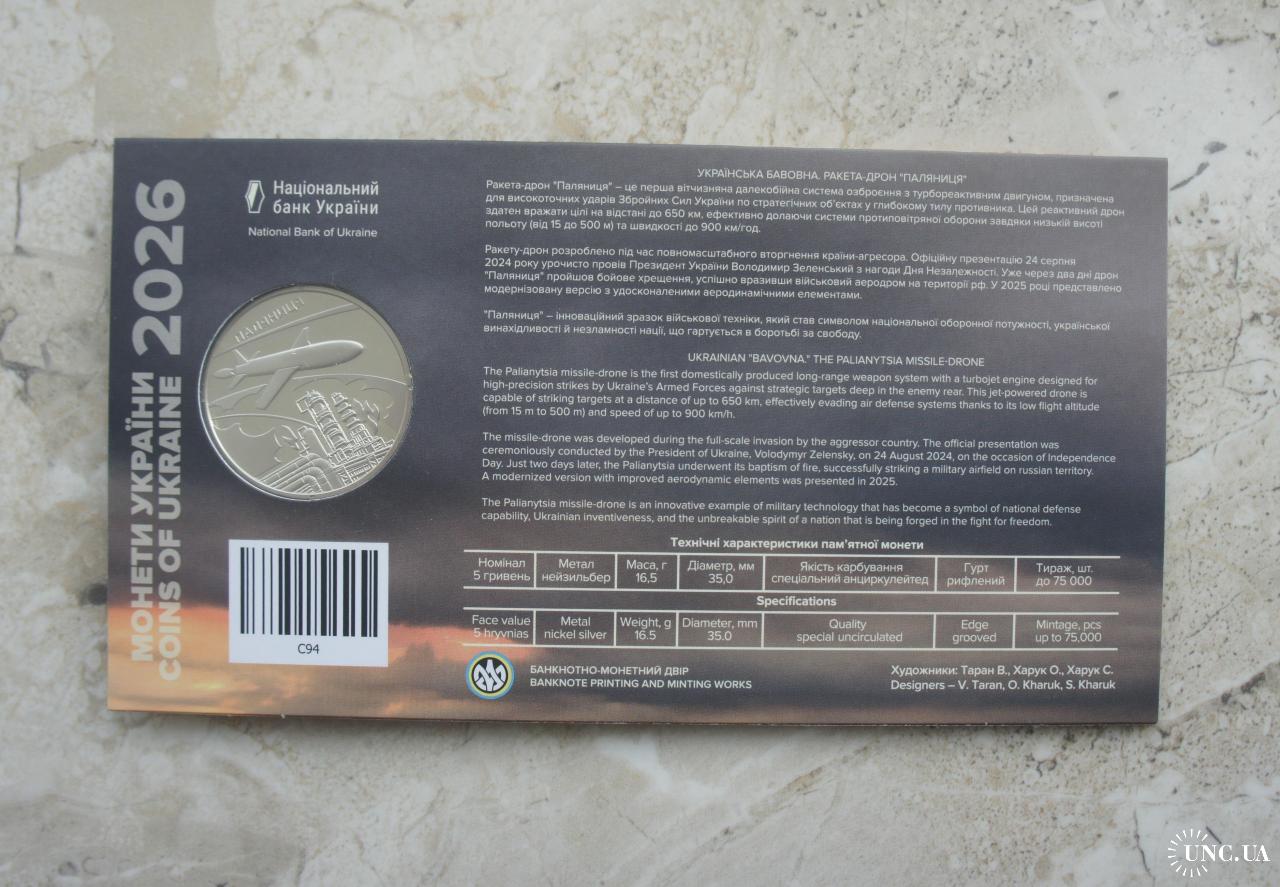 МОНЕТИ УКРАЇНИ 2026
COINS OF UKRAINE
Національний
банк України
National Bank of Ukraine
ПАЛЯНИЦЯ
C94
УКРАЇНСЬКА БАВОВНА. РАКЕТА-ДРОН "ПАЛЯНИЦЯ"
Ракета-дрон "Паляниця" – це перша вітчизняна далекобійна система озброєння з турбореактивним двигуном, призначена
для високоточних ударів Збройних Сил України по стратегічних об'єктах у глибокому тилу противника. Цей реактивний дрон
здатен вражати цілі на відстані до 650 км, ефективно долаючи системи протиповітряної оборони завдяки низькій висоті
польоту (від 15 до 500 м) та швидкості до 900 км/год.
Ракету-дрон розроблено під час повномасштабного вторгнення країни-агресора. Офіційну презентацію 24 серпня
2024 року урочисто провів Президент України Володимир Зеленський з нагоди Дня Незалежності. Уже через два дні дрон
"Паляниця" пройшов бойове хрещення, успішно вразивши військовий аеродром на території рф. У 2025 році представлено
модернізовану версію з удосконаленими аеродинамічними елементами.
"Паляниця" – інноваційний зразок військової техніки, який став символом національної оборонної потужності, української
винахідливості й незламності нації, що гартується в боротьбі за свободу.
UKRAINIAN "BAVOVNA." THE PALIANYTSIA MISSILE-DRONE
The Palianytsia missile-drone is the first domestically produced long-range weapon system with a turbojet engine designed for
high-precision strikes by Ukraine's Armed Forces against strategic targets deep in the enemy rear. This jet-powered drone is
capable of striking targets at a distance of up to 650 km, effectively evading air defense systems thanks to its low flight altitude
(from 15 m to 500 m) and speed of up to 900 km/h.
The missile-drone was developed during the full-scale invasion by the aggressor country. The official presentation was
ceremoniously conducted by the President of Ukraine, Volodymyr Zelensky, on 24 August 2024, on the occasion of Independence
Day. Just two days later, the Palianytsia underwent its baptism of fire, successfully striking a military airfield on russian territory.
A modernized version with improved aerodynamic elements was presented in 2025.
The Palianytsia missile-drone is an innovative example of military technology that has become a symbol of national defense
capability, Ukrainian inventiveness, and the unbreakable spirit of a nation that is being forged in the fight for freedom.
Технічні характеристики пам'ятної монети
Номінал Метал Маса, г Діаметр, мм Якість карбування Гурт Тираж, шт.
5 гривень нейзильбер 16,5 35,0 спеціальний анциркулейтед рифлений до 75 000
Specifications
Face value Metal Weight, g Diameter, mm Quality Edge Mintage, pcs
5 hryvnias nickel silver 16.5 35.0 special uncirculated grooved up to 75,000
БАНКНОТНО-МОНЕТНИЙ ДВІР
BANKNOTE PRINTING AND MINTING WORKS
Художники: Таран В., Харук О., Харук С.
Designers – V. Taran, O. Kharuk, S. Kharuk
UNC.UA